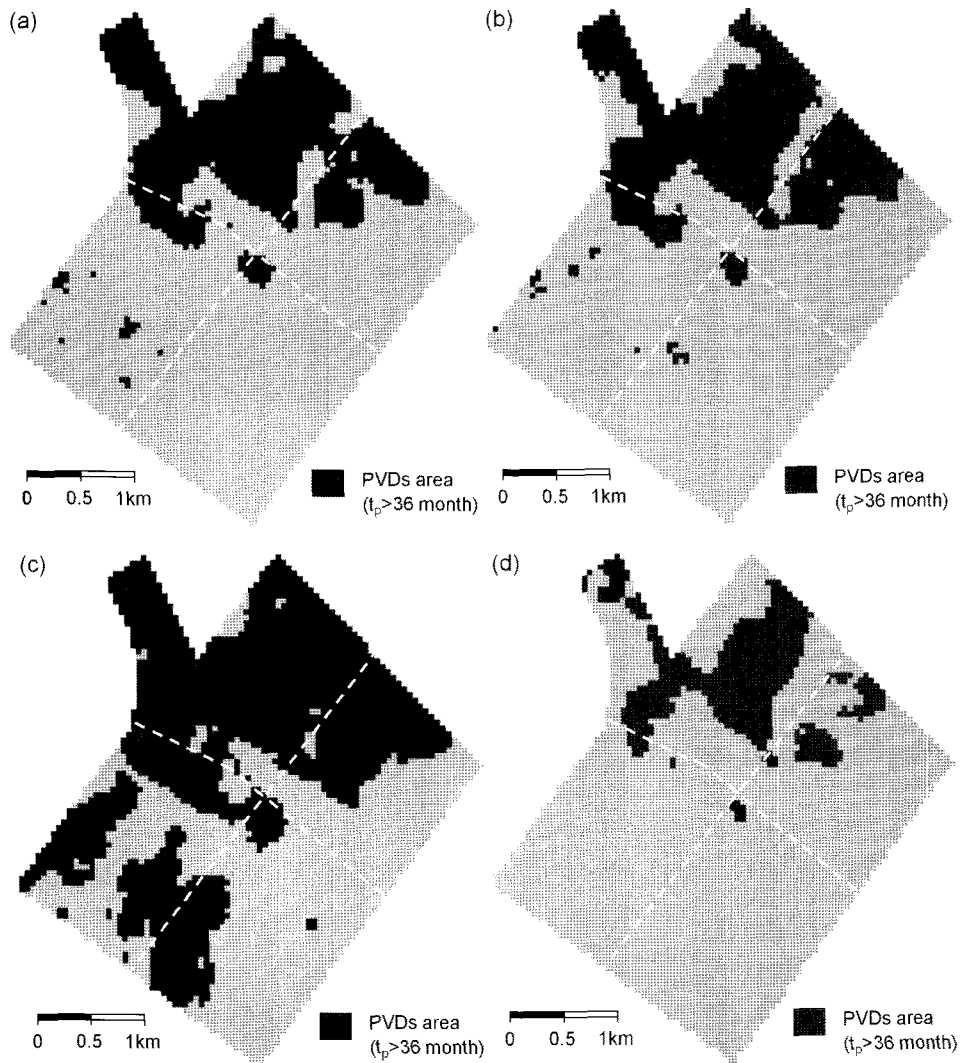 (a)
PVDs area
(tₚ>36 month)
0 0.5 1km
(b)
PVDs area
(tₚ>36 month)
0 0.5 1km
(c)
PVDs area
(tₚ>36 month)
0 0.5 1km
(d)
PVDs area
(tₚ>36 month)
0 0.5 1km